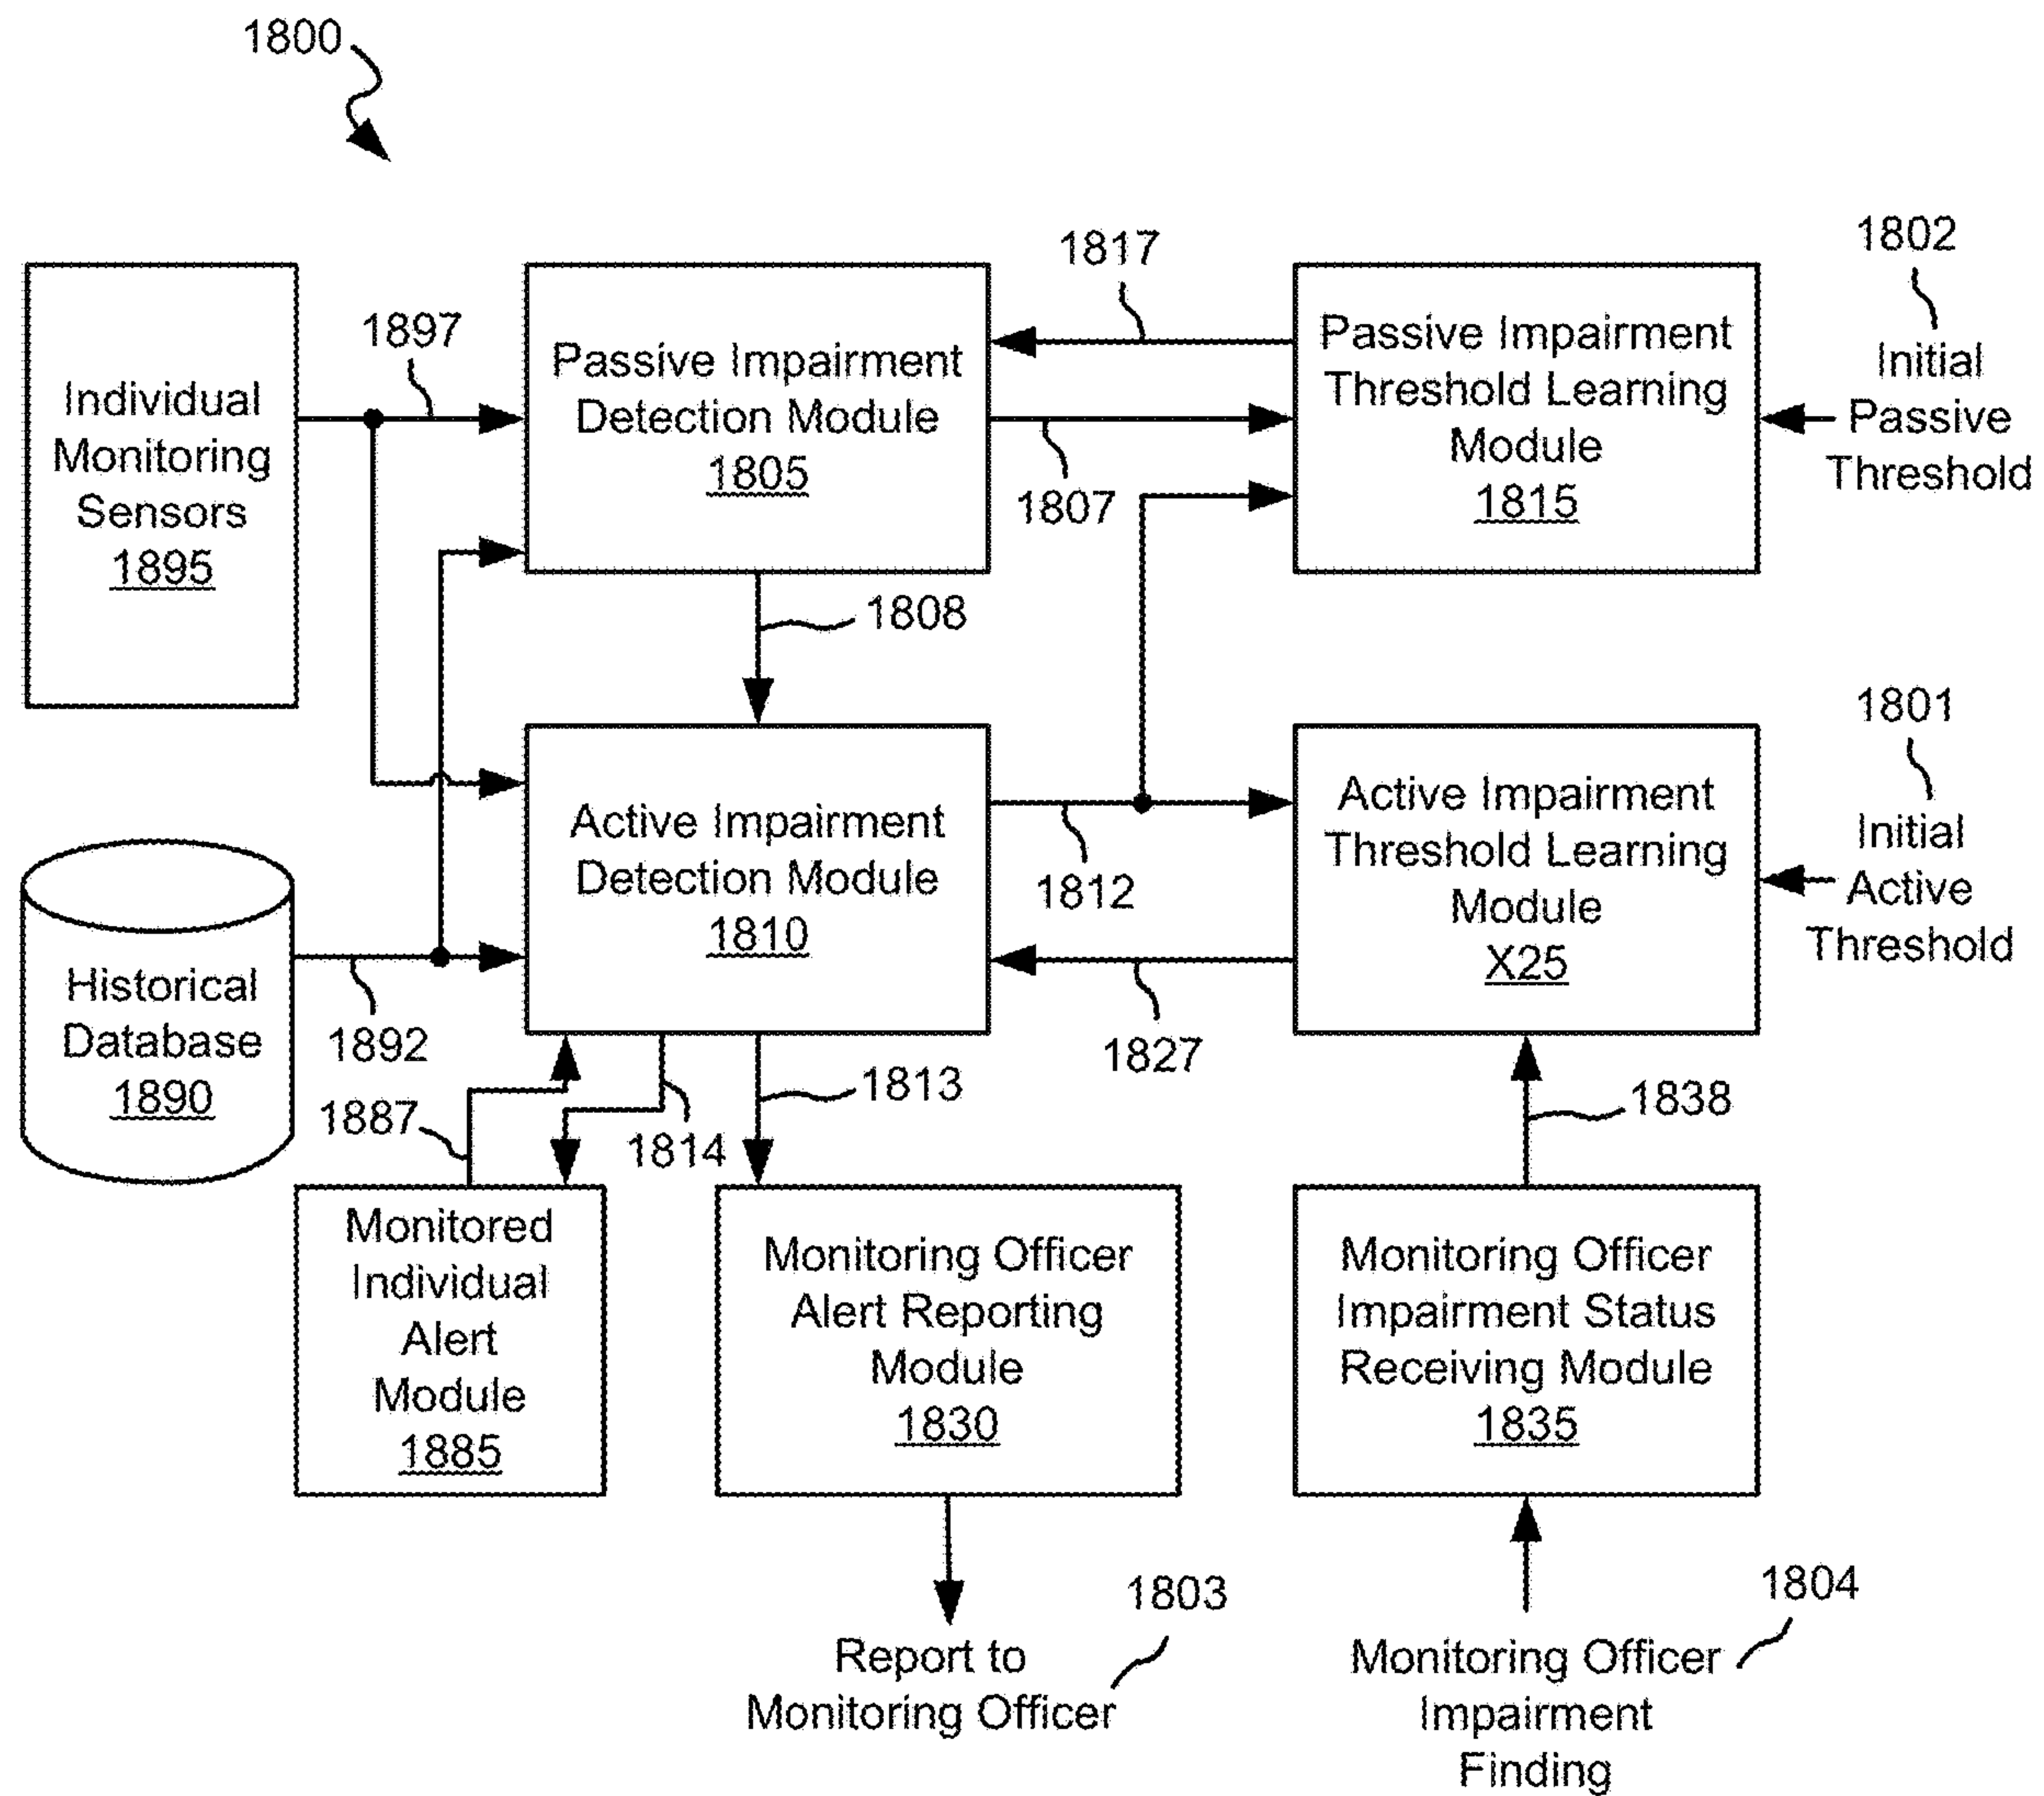 1800
1802
Initial
Passive
Threshold
1817
1897
Individual
Monitoring
Sensors
1895
Passive Impairment
Detection Module
1805
1807
Passive Impairment
Threshold Learning
Module
1815
1808
1801
Initial
Active
Threshold
Active Impairment
Detection Module
1810
1812
Active Impairment
Threshold Learning
Module
X25
Historical
Database
1890
1892
1827
1887
1814
1813
1838
Monitored
Individual
Alert
Module
1885
Monitoring Officer
Alert Reporting
Module
1830
Monitoring Officer
Impairment Status
Receiving Module
1835
1803
Report to
Monitoring Officer
1804
Monitoring Officer
Impairment
Finding